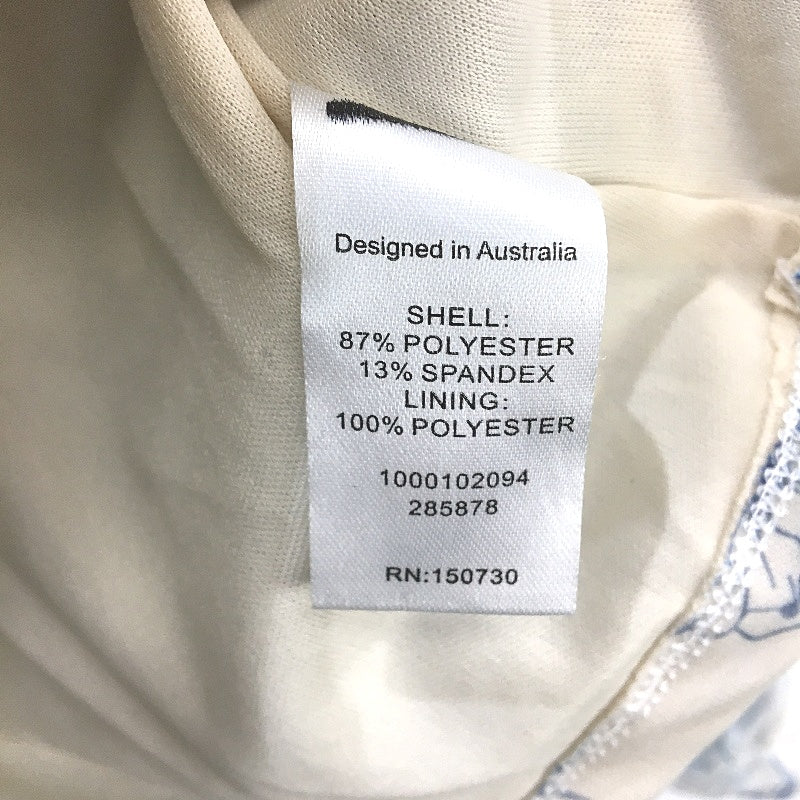 Designed in Australia
SHELL:
87% POLYESTER
13% SPANDEX
LINING:
100% POLYESTER
1000102094
285878
RN:150730